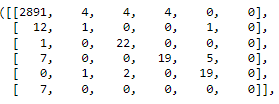 ([[2891, 4, 4, 4, 0, 0],
[ 12, 1, 0, 0, 1, 0],
[ 1, 0, 22, 0, 0, 0],
[ 7, 0, 0, 19, 5, 0],
[ 0, 1, 2, 0, 19, 0],
[ 7, 0, 0, 0, 0, 0]],